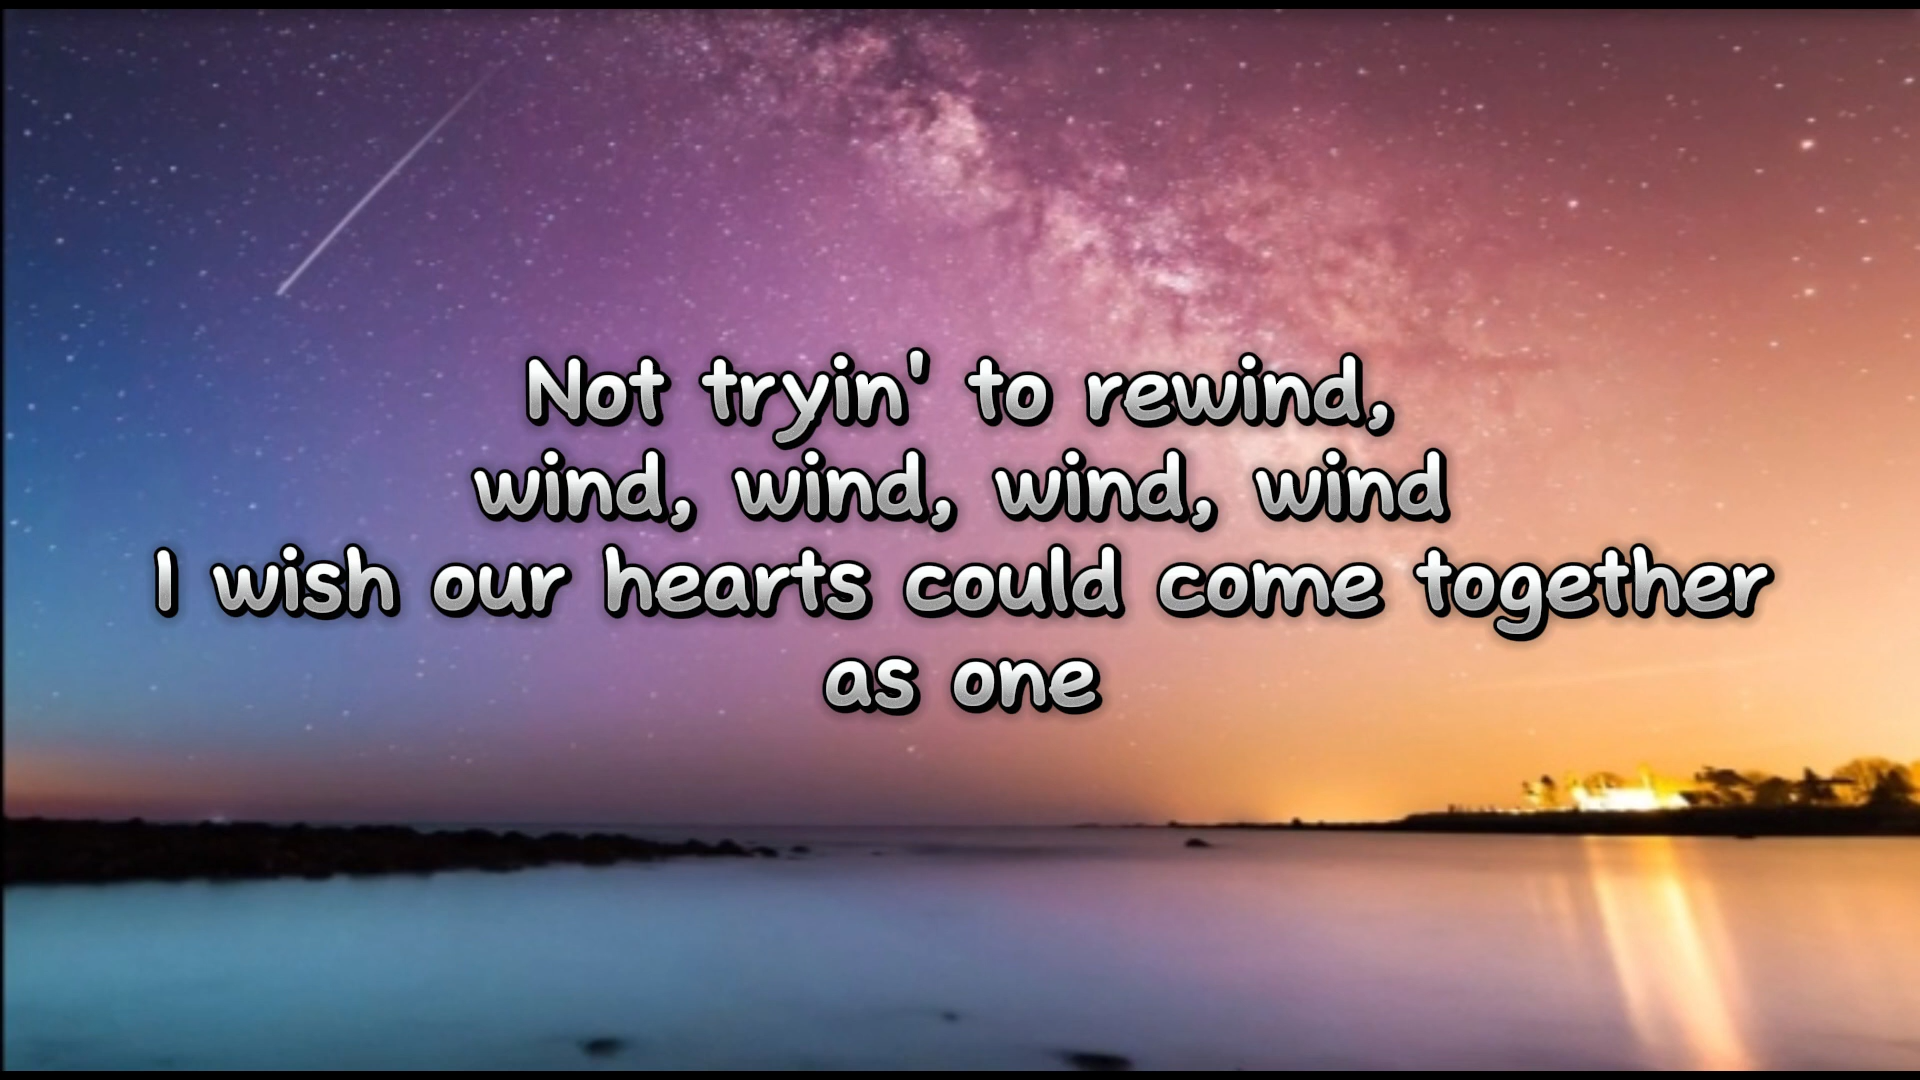 Not tryin' to rewind,
wind, wind, wind, wind
I wish our hearts could come together
as one